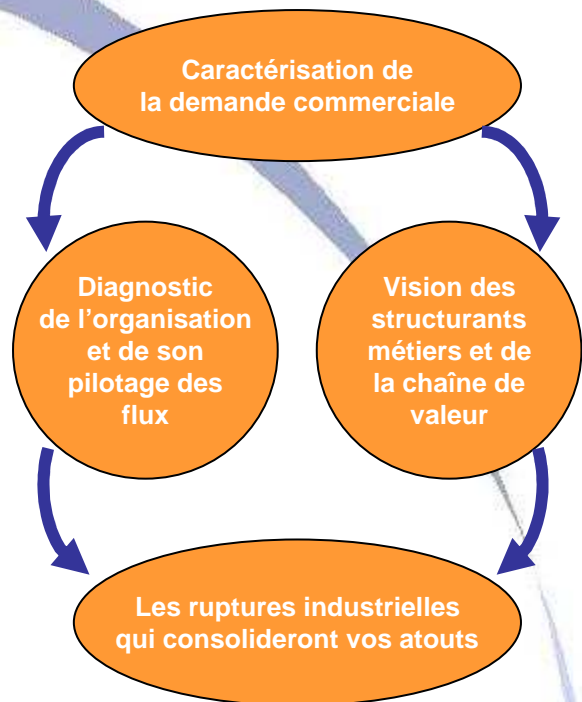 Caractérisation de
la demande commerciale
Diagnostic
de l’organisation
et de son
pilotage des
flux
Vision des
structurants
métiers et de
la chaîne de
valeur
Les ruptures industrielles
qui consolideront vos atouts